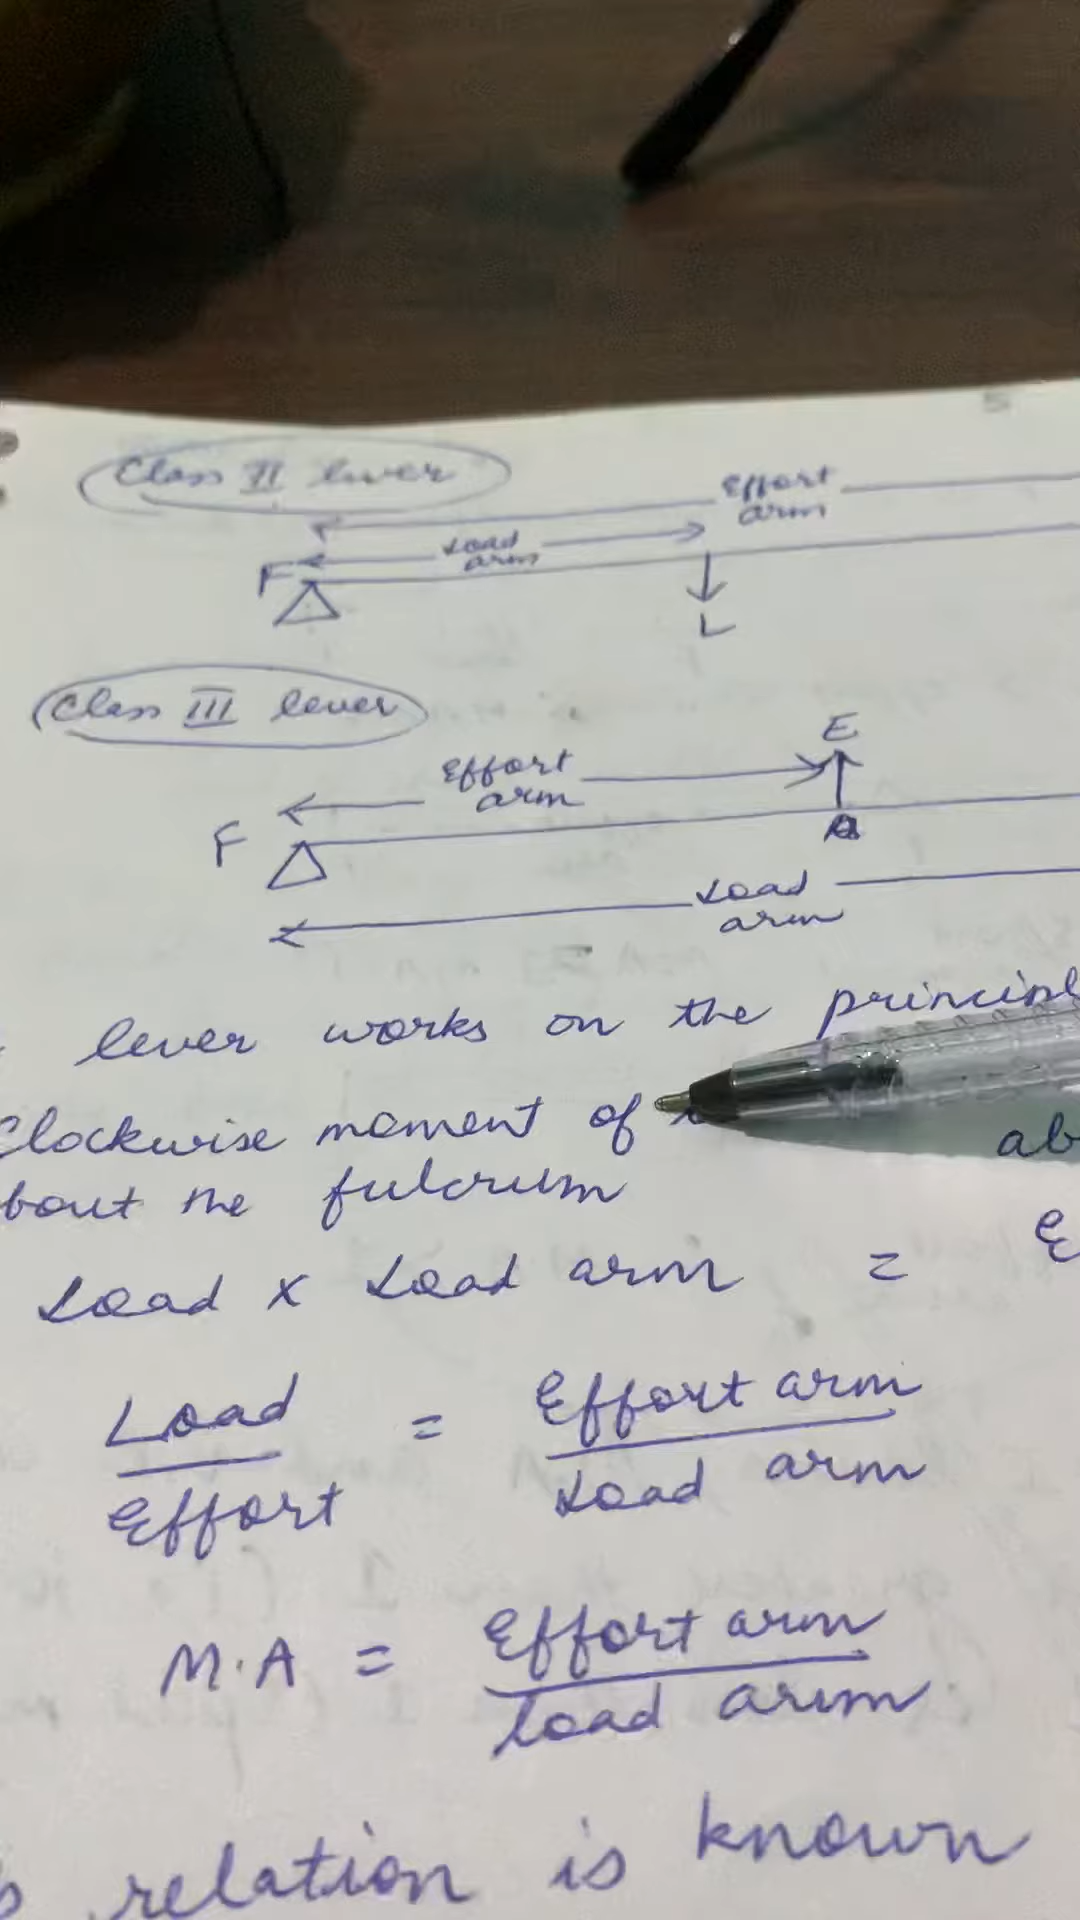 Class II lever
Effort
arm
Load
arm
F
L
Class III lever
E
Effort
arm
F
Load
arm
lever works on the
Clockwise moment of
the fulcrum
Load x Load arm =
Load = Effort arm
Effort Load arm
M.A = Effort arm
Load arm
relation is known